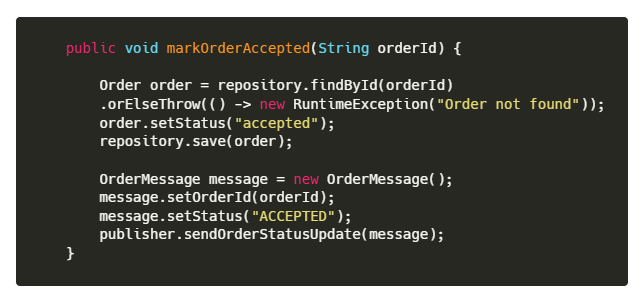 public void markOrderAccepted(String orderId) {
Order order = repository.findById(orderId)
.orElseThrow(() -> new RuntimeException("Order not found"));
order.setStatus("accepted");
repository.save(order);
OrderMessage message = new OrderMessage();
message.setOrderId(orderId);
message.setStatus("ACCEPTED");
publisher.sendOrderStatusUpdate(message);
}